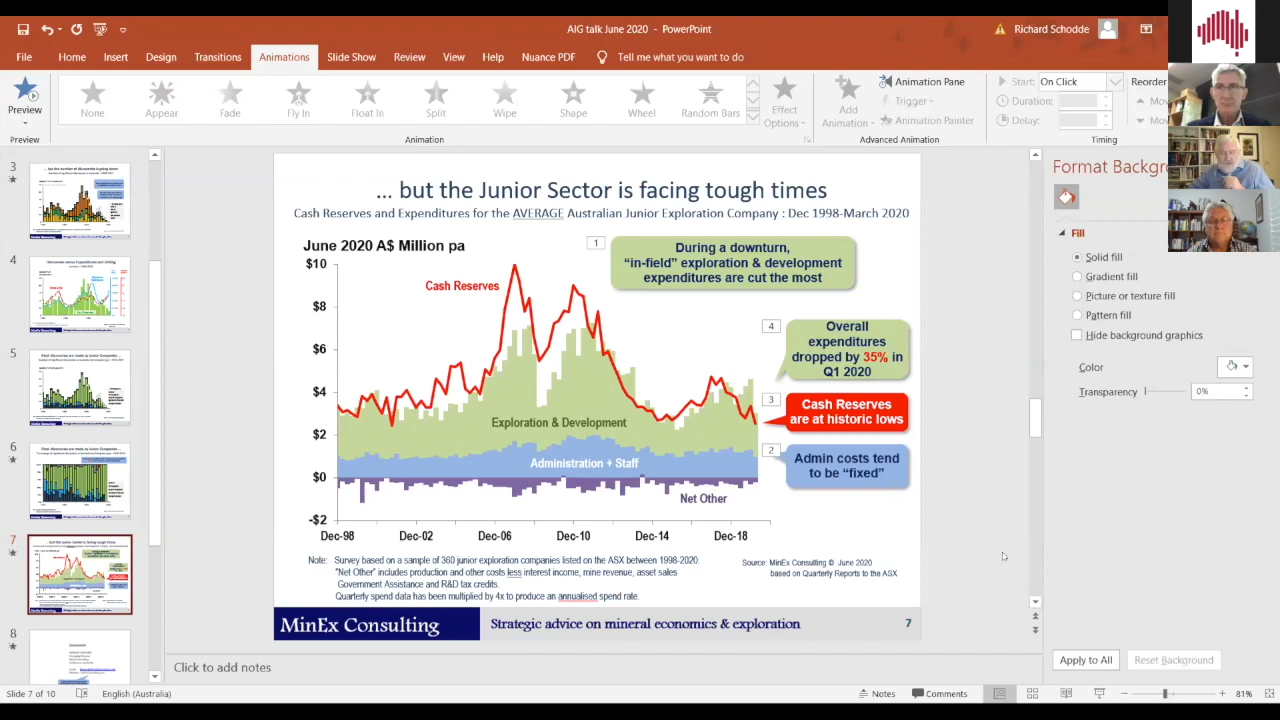 AIG talk June 2020 - PowerPoint
Richard Schodde
File Home Insert Design Transitions Animations Slide Show Review View Help Nuance PDF Tell me what you want to do
Preview
None Appear Fade Fly In Float In Split Wipe Shape Wheel Random Bars
Effect Options
Add Animation
Animation Pane
Trigger
Animation Painter
Start: On Click
Duration:
Delay:
Reorder
Preview Animation Advanced Animation Timing
3
4
5
6
7
8
... but the Junior Sector is facing tough times
Cash Reserves and Expenditures for the AVERAGE Australian Junior Exploration Company : Dec 1998-March 2020
June 2020 A$ Million pa
1
During a downturn,
“in-field” exploration & development
expenditures are cut the most
$10
Cash Reserves
$8
4
Overall
expenditures
dropped by 35% in
Q1 2020
$6
$4
3
Cash Reserves
are at historic lows
Exploration & Development
$2
2
Admin costs tend
to be “fixed”
Administration + Staff
$0
Net Other
-$2
Dec-98 Dec-02 Dec-06 Dec-10 Dec-14 Dec-18
Note: Survey based on a sample of 360 junior exploration companies listed on the ASX between 1998-2020.
"Net Other" includes production and other costs less interest income, mine revenue, asset sales
Government Assistance and R&D tax credits.
Quarterly spend data has been multiplied by 4x to produce an annualised spend rate.
Source: MinEx Consulting © June 2020
based on Quarterly Reports to the ASX
MinEx Consulting Strategic advice on mineral economics & exploration 7
Format Backgro
Fill
Solid fill
Gradient fill
Picture or texture fill
Pattern fill
Hide background graphics
Color
Transparency 0%
Apply to All Reset Background
Click to add notes
Slide 7 of 10 English (Australia) Notes Comments 81%